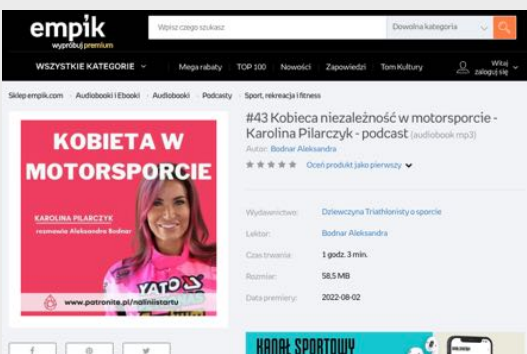 empik
wypróbuj premium
Wpisz czego szukasz
Dowolna kategoria
WSZYSTKIE KATEGORIE
Mega rabaty
TOP 100
Nowości
Zapowiedzi
Tom Kultury
Witaj
zaloguj się
Sklep empik.com
Audiobooki i Ebooki
Audiobooki
Podcasty
Sport, rekreacja i fitness
KOBIETA W
MOTORSPORCIE
KAROLINA PILARCZYK
rozmawia Aleksandra Bodnar
YATO
www.patronite.pl/naliniistartu
#43 Kobieca niezależność w motorsporcie -
Karolina Pilarczyk - podcast (audiobook mp3)
Autor: Bodnar Aleksandra
Oceń produkt jako pierwszy
Wydawnictwo: Dziewczyna Triathlonisty o sporcie
Lektor: Bodnar Aleksandra
Czas trwania 1 godz. 3 min.
Rozmiar: 58,5 MB
Data premiery: 2022-08-02
KANAŁ SPORTOWY